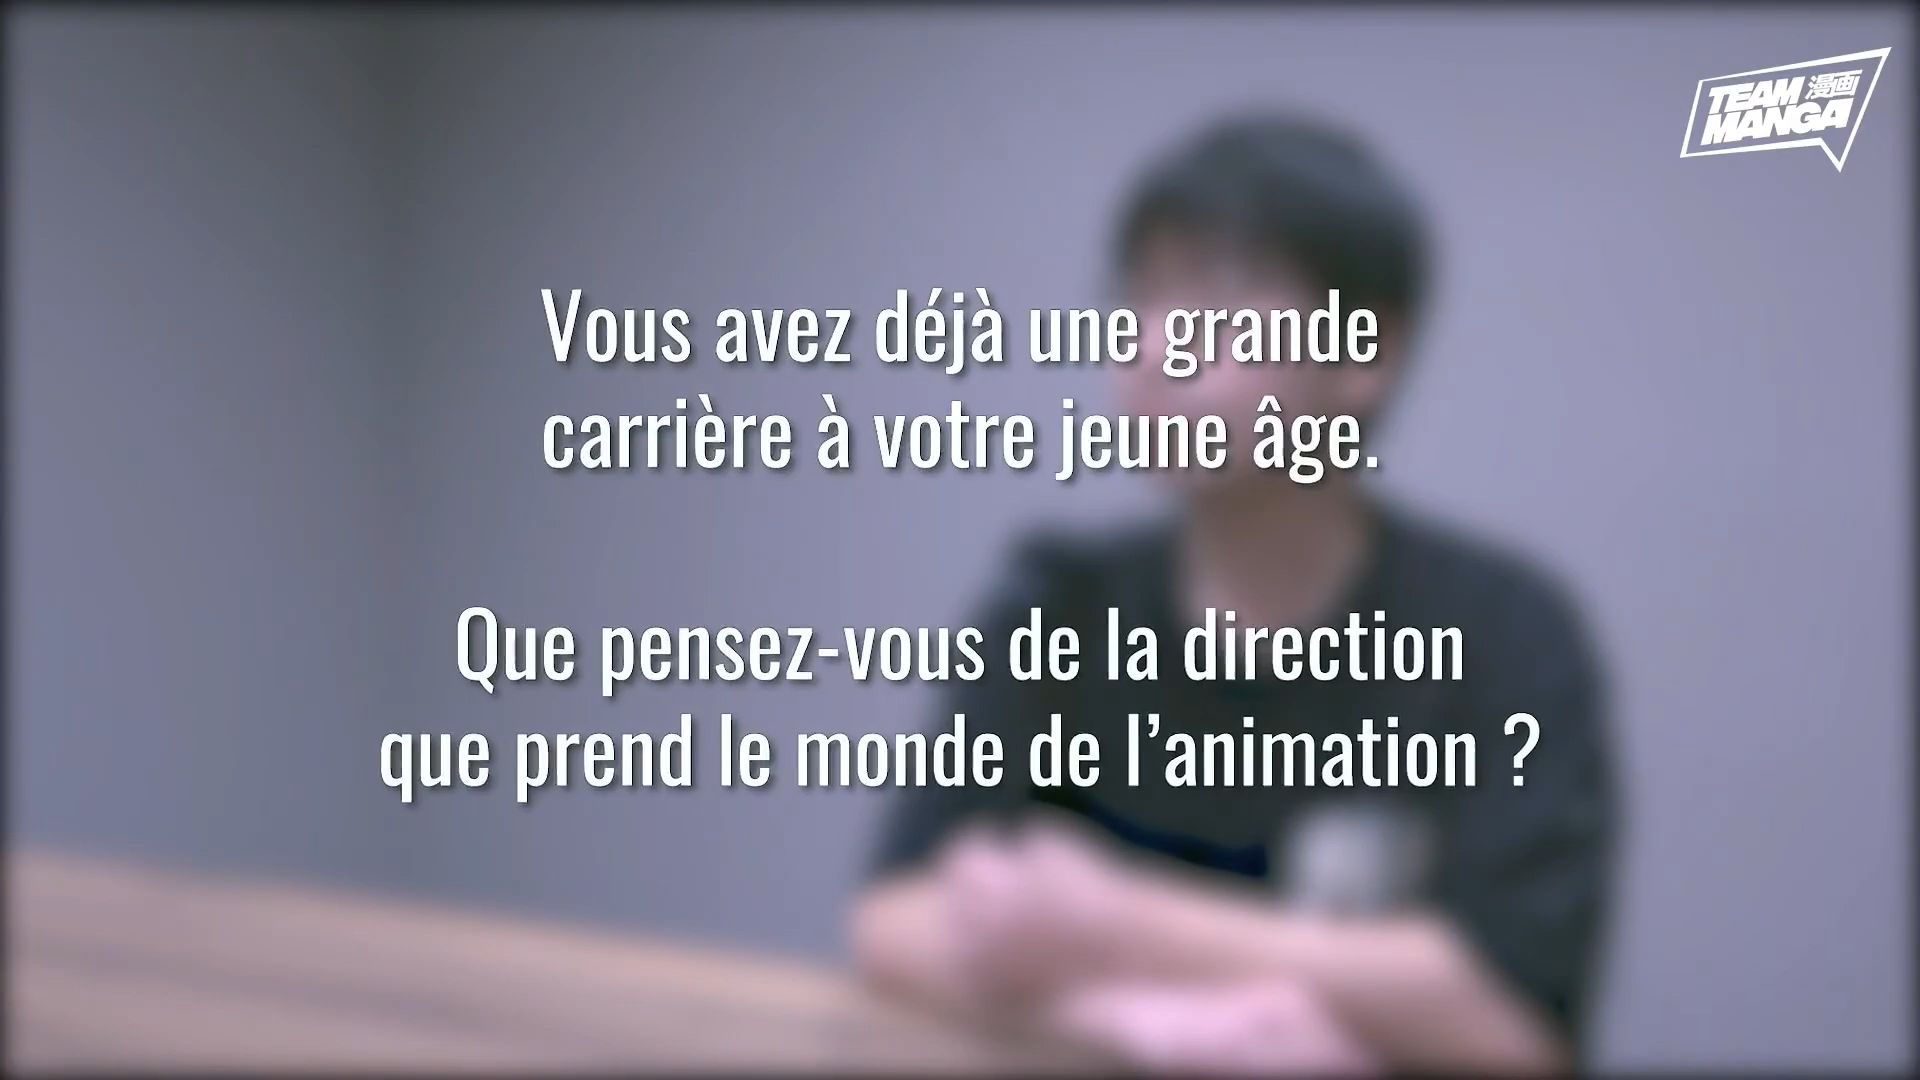 TEAM 漫画
MANGA
Vous avez déjà une grande
carrière à votre jeune âge.
Que pensez-vous de la direction
que prend le monde de l’animation ?